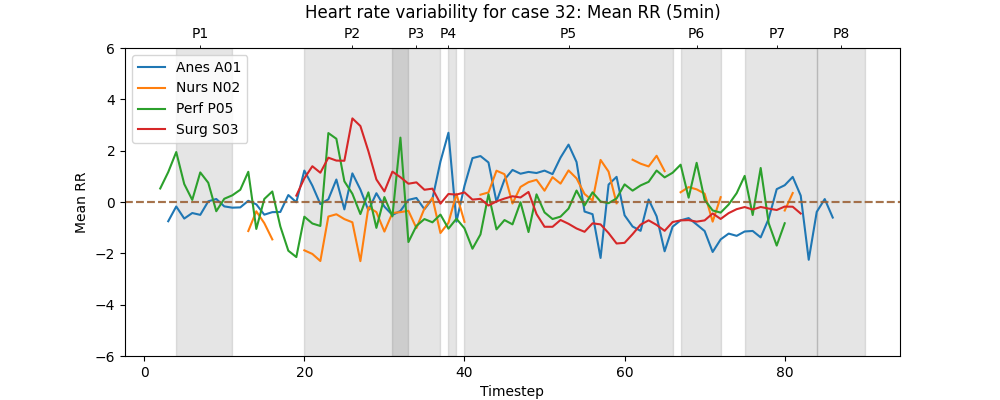 Heart rate variability for case 32: Mean RR (5min)
P1 P2 P3 P4 P5 P6 P7 P8
Anes A01
Nurs N02
Perf P05
Surg S03
Mean RR
6
4
2
0
−2
−4
−6
0 20 40 60 80
Timestep